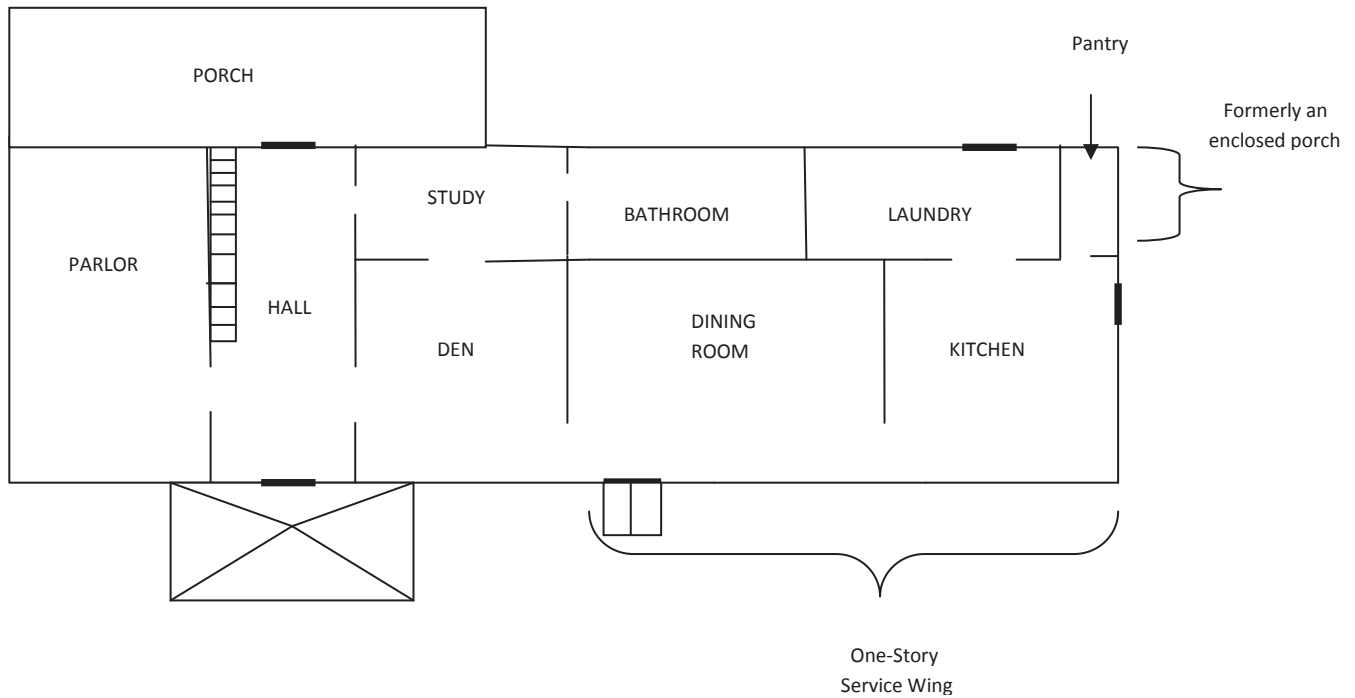 Pantry
PORCH
Formerly an
enclosed porch
STUDY
BATHROOM
LAUNDRY
PARLOR
HALL
DINING
ROOM
DEN
KITCHEN
One-Story
Service Wing